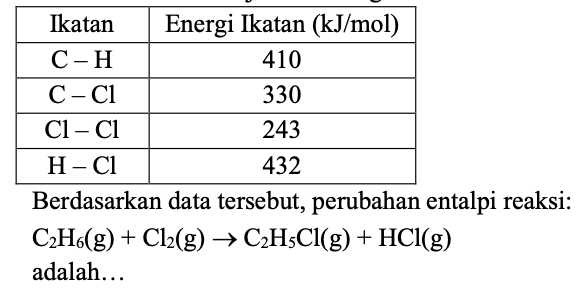 Ikatan Energi Ikatan (kJ/mol)
C – H 410
C – Cl 330
Cl – Cl 243
H – Cl 432
Berdasarkan data tersebut, perubahan entalpi reaksi:
C₂H₆(g) + Cl₂(g) → C₂H₅Cl(g) + HCl(g)
adalah…